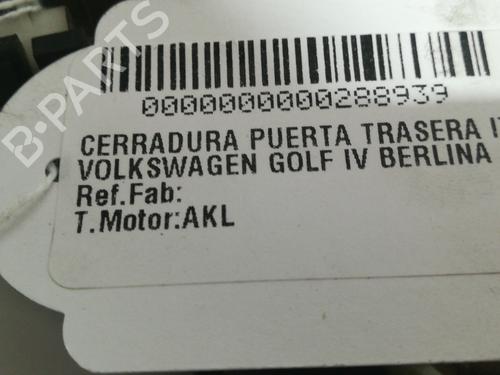 B-PARTS
0000000000288939
CERRADURA PUERTA TRASERA
VOLKSWAGEN GOLF IV BERLINA
Ref.Fab:
T.Motor:AKL